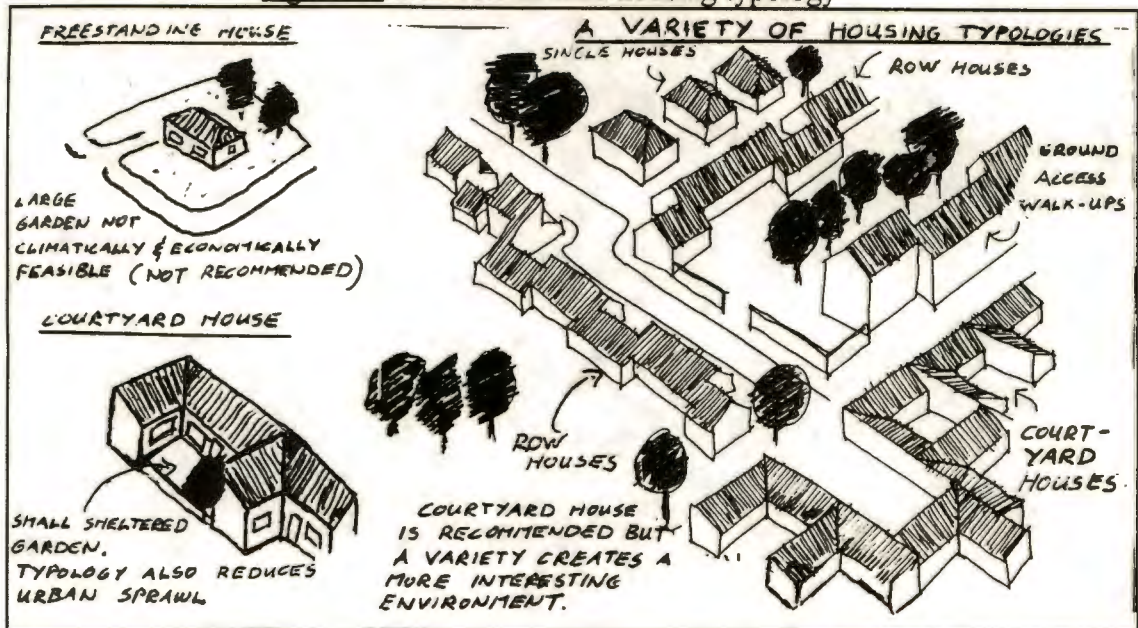 housing typology
FREESTANDING HOUSE
LARGE
GARDEN NOT
CLIMATICALLY & ECONOMICALLY
FEASIBLE (NOT RECOMMENDED)
COURTYARD HOUSE
SMALL SHELTERED
GARDEN.
TYPOLOGY ALSO REDUCES
URBAN SPRAWL
A VARIETY OF HOUSING TYPOLOGIES
SINGLE HOUSES
ROW HOUSES
GROUND
ACCESS
WALK-UPS
ROW
HOUSES
COURT-
YARD
HOUSES
COURTYARD HOUSE
IS RECOMMENDED BUT
A VARIETY CREATES A
MORE INTERESTING
ENVIRONMENT.